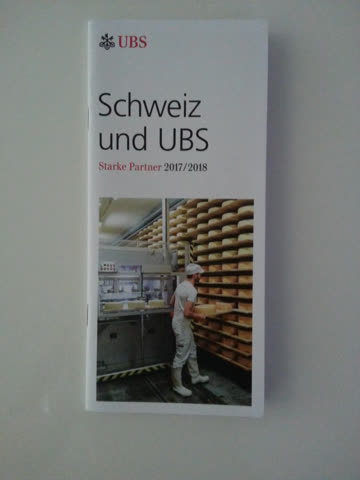 UBS
Schweiz
und UBS
Starke Partner 2017/2018